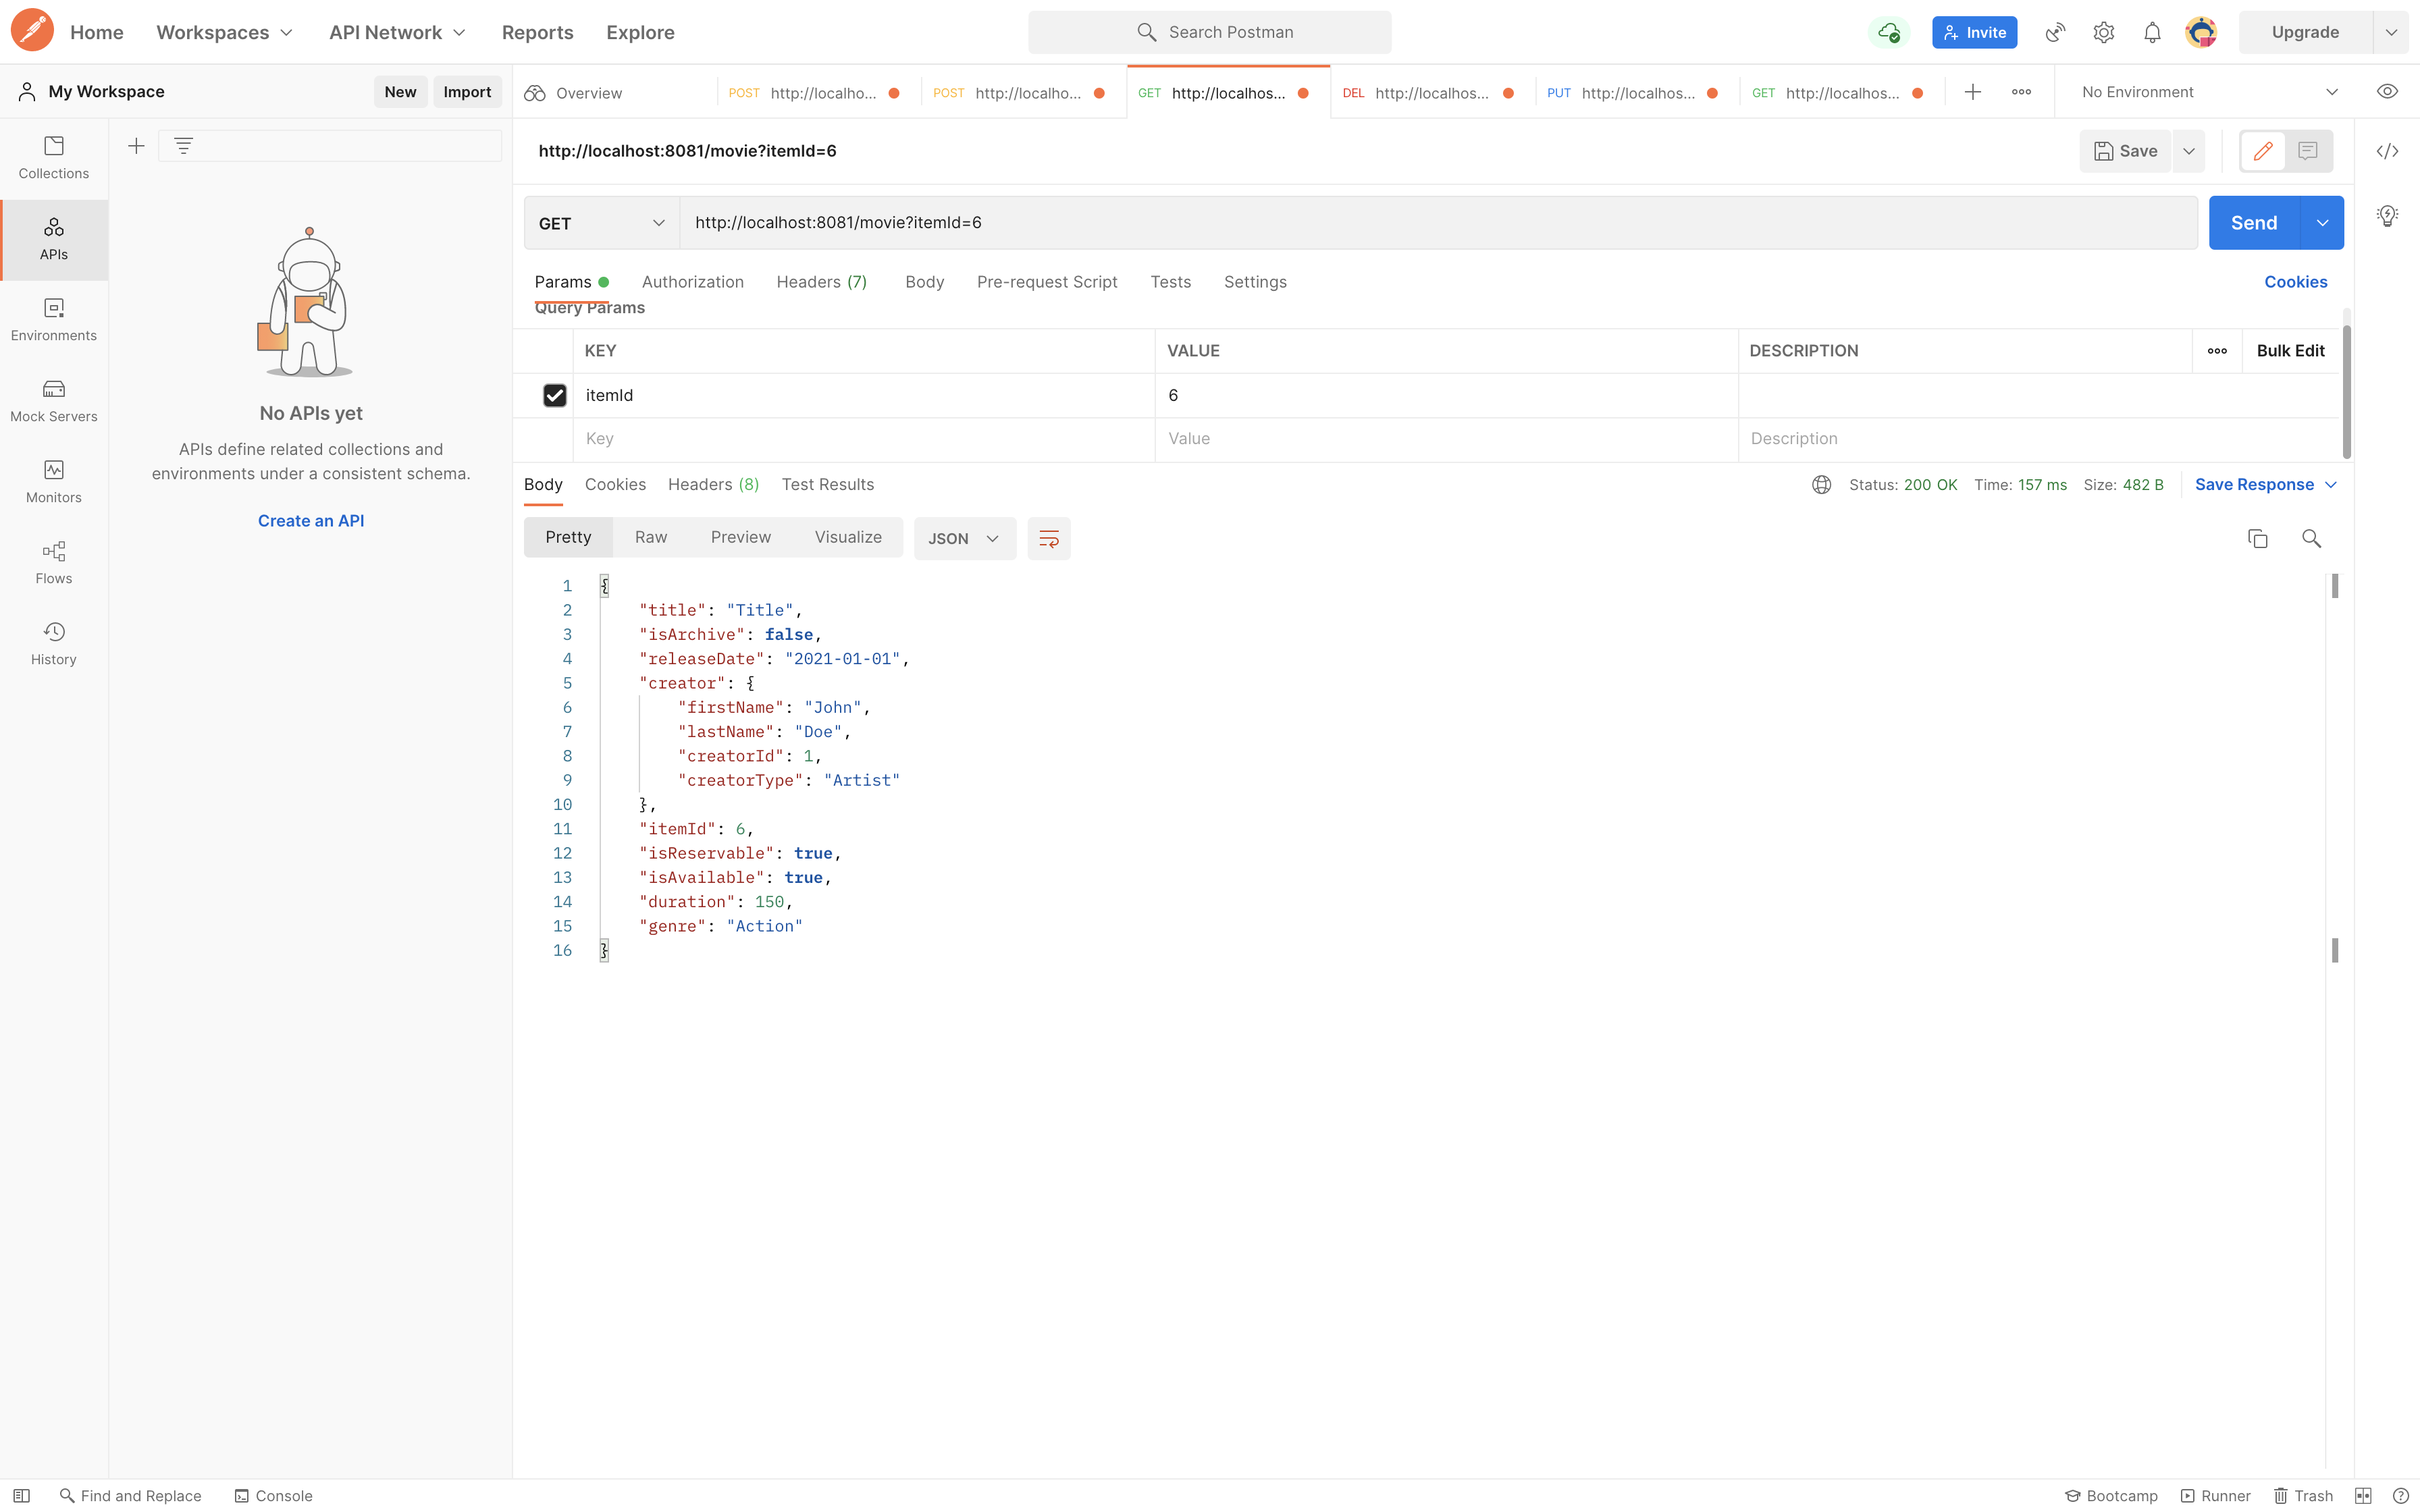 Home Workspaces API Network Reports Explore Search Postman Invite Upgrade
My Workspace New Import Overview POST http://localho... POST http://localho... GET http://localhos... DEL http://localhos... PUT http://localhos... GET http://localhos... No Environment
Collections
APIs
Environments
Mock Servers
Monitors
Flows
History
No APIs yet
APIs define related collections and
environments under a consistent schema.
Create an API
http://localhost:8081/movie?itemId=6 Save
GET http://localhost:8081/movie?itemId=6 Send
Params Authorization Headers (7) Body Pre-request Script Tests Settings Cookies
Query Params
KEY VALUE DESCRIPTION Bulk Edit
itemId 6
Key Value Description
Body Cookies Headers (8) Test Results Status: 200 OK Time: 157 ms Size: 482 B Save Response
Pretty Raw Preview Visualize JSON
1 {
2 "title": "Title",
3 "isArchive": false,
4 "releaseDate": "2021-01-01",
5 "creator": {
6 "firstName": "John",
7 "lastName": "Doe",
8 "creatorId": 1,
9 "creatorType": "Artist"
10 },
11 "itemId": 6,
12 "isReservable": true,
13 "isAvailable": true,
14 "duration": 150,
15 "genre": "Action"
16 }
Find and Replace Console Bootcamp Runner Trash